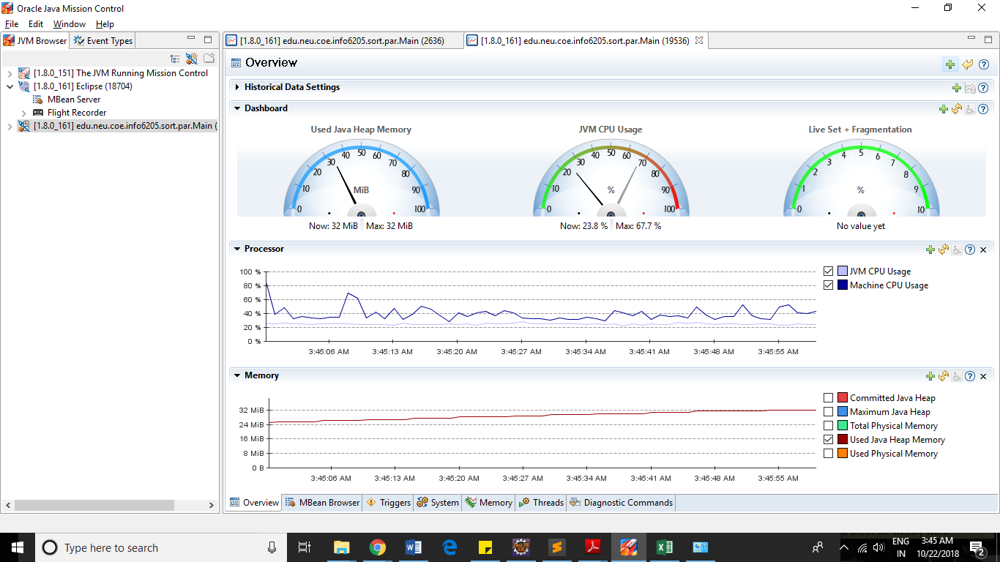 Oracle Java Mission Control
File Edit Window Help
JVM Browser Event Types
[1.8.0_151] The JVM Running Mission Control
[1.8.0_161] Eclipse (18704)
MBean Server
Flight Recorder
[1.8.0_161] edu.neu.coe.info6205.sort.par.Main (
[1.8.0_161] edu.neu.coe.info6205.sort.par.Main (2636) [1.8.0_161] edu.neu.coe.info6205.sort.par.Main (19536)
Overview
Historical Data Settings
Dashboard
Used Java Heap Memory
0 10 20 30 40 50 60 70 80 90 100
MiB
Now: 32 MiB Max: 32 MiB
JVM CPU Usage
0 10 20 30 40 50 60 70 80 90 100
%
Now: 23.8 % Max: 67.7 %
Live Set + Fragmentation
0 1 2 3 4 5 6 7 8 9 10
%
No value yet
Processor
100 %
80 %
60 %
40 %
20 %
0 %
3:45:06 AM 3:45:13 AM 3:45:20 AM 3:45:27 AM 3:45:34 AM 3:45:41 AM 3:45:48 AM 3:45:55 AM
JVM CPU Usage
Machine CPU Usage
Memory
32 MiB
24 MiB
16 MiB
8 MiB
0 B
3:45:06 AM 3:45:13 AM 3:45:20 AM 3:45:27 AM 3:45:34 AM 3:45:41 AM 3:45:48 AM 3:45:55 AM
Committed Java Heap
Maximum Java Heap
Total Physical Memory
Used Java Heap Memory
Used Physical Memory
Overview MBean Browser Triggers System Memory Threads Diagnostic Commands
Type here to search
ENG
IN
3:45 AM
10/22/2018
2